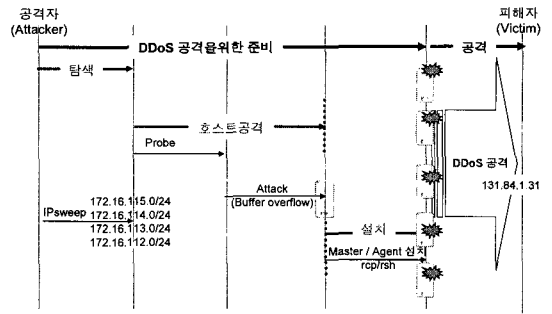 공격자
(Attacker)
피해자
(Victim)
DDoS 공격을위한 준비
공격
탐색
호스트공격
Probe
DDoS 공격
131.84.1.31
Attack
(Buffer overflow)
IPsweep
172.16.115.0/24
172.16.114.0/24
172.16.113.0/24
172.16.112.0/24
설치
Master / Agent 설치
rcp/rsh